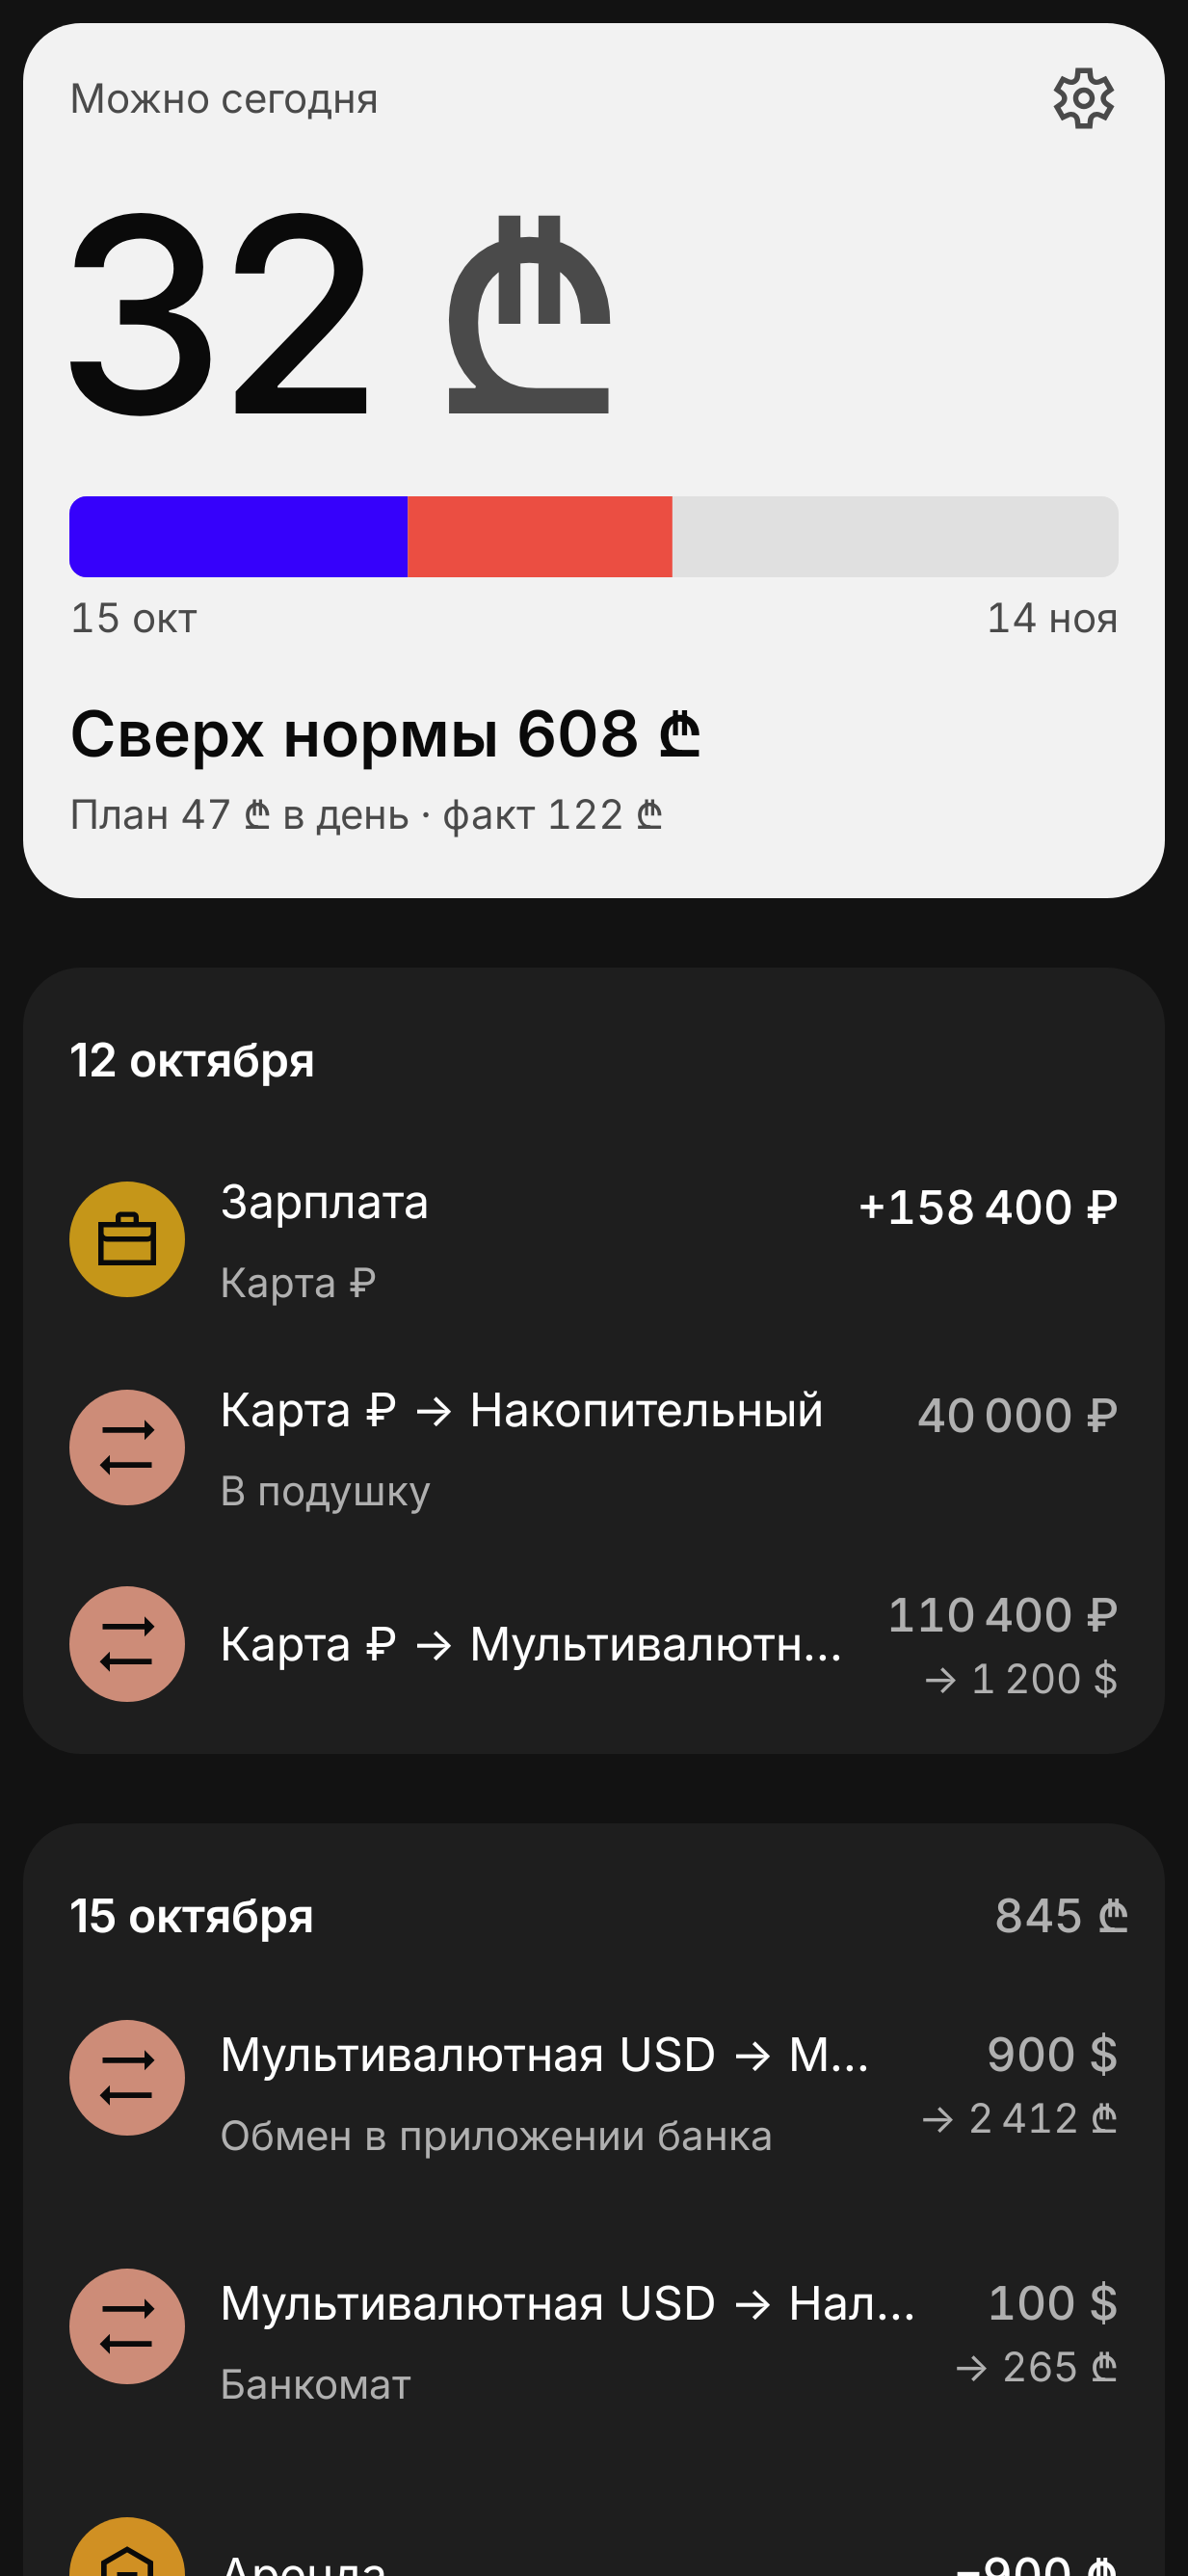 Можно сегодня
32 ₾
15 окт
14 ноя
Сверх нормы 608 ₾
План 47 ₾ в день · факт 122 ₾
12 октября
Зарплата
+158 400 ₽
Карта ₽
Карта ₽ → Накопительный
40 000 ₽
В подушку
Карта ₽ → Мультивалютн...
110 400 ₽
→ 1 200 $
15 октября
845 ₾
Мультивалютная USD → М...
900 $
→ 2 412 ₾
Обмен в приложении банка
Мультивалютная USD → Нал...
100 $
→ 265 ₾
Банкомат
Аренда
−900 ₾